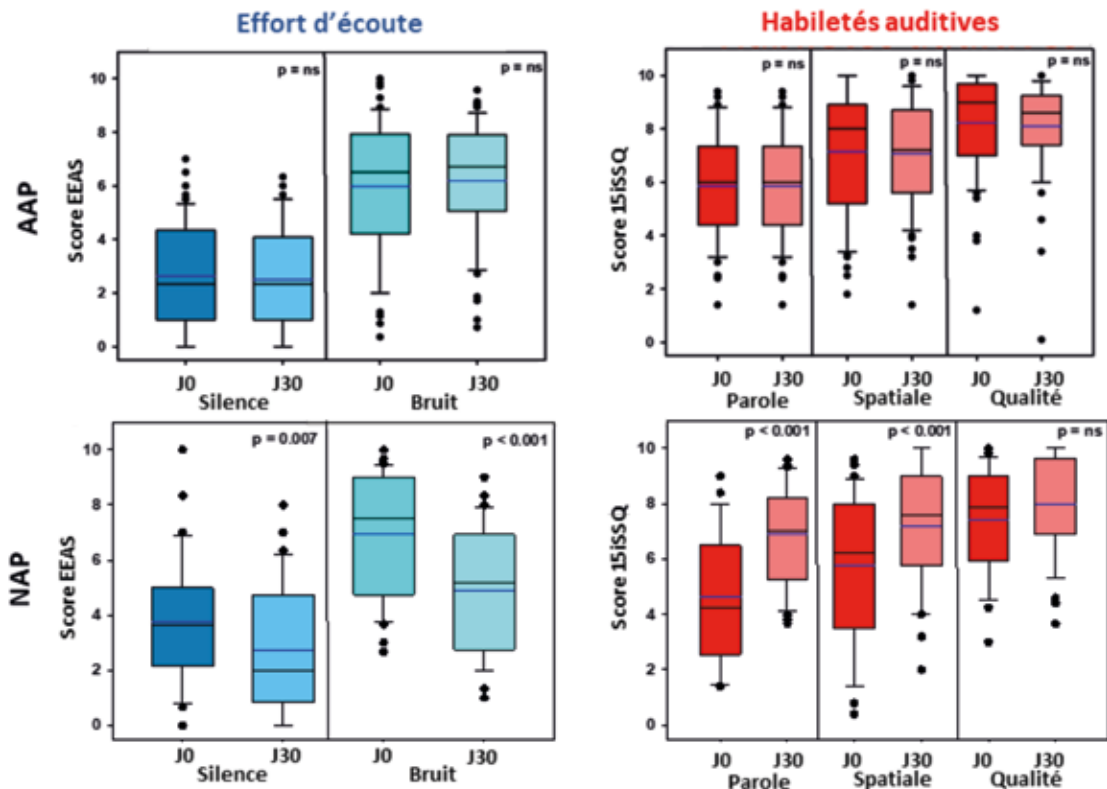 Effort d'écoute
Habiletés auditives
AAP
Score EEAS
10
8
6
4
2
0
p = ns
p = ns
J0 J30 J0 J30
Silence Bruit
Score 15iSSQ
10
8
6
4
2
0
p = ns
p = ns
p = ns
J0 J30 J0 J30 J0 J30
Parole Spatiale Qualité
NAP
Score EEAS
10
8
6
4
2
0
p = 0.007
p < 0.001
J0 J30 J0 J30
Silence Bruit
Score 15iSSQ
10
8
6
4
2
0
p < 0.001
p < 0.001
p = ns
J0 J30 J0 J30 J0 J30
Parole Spatiale Qualité